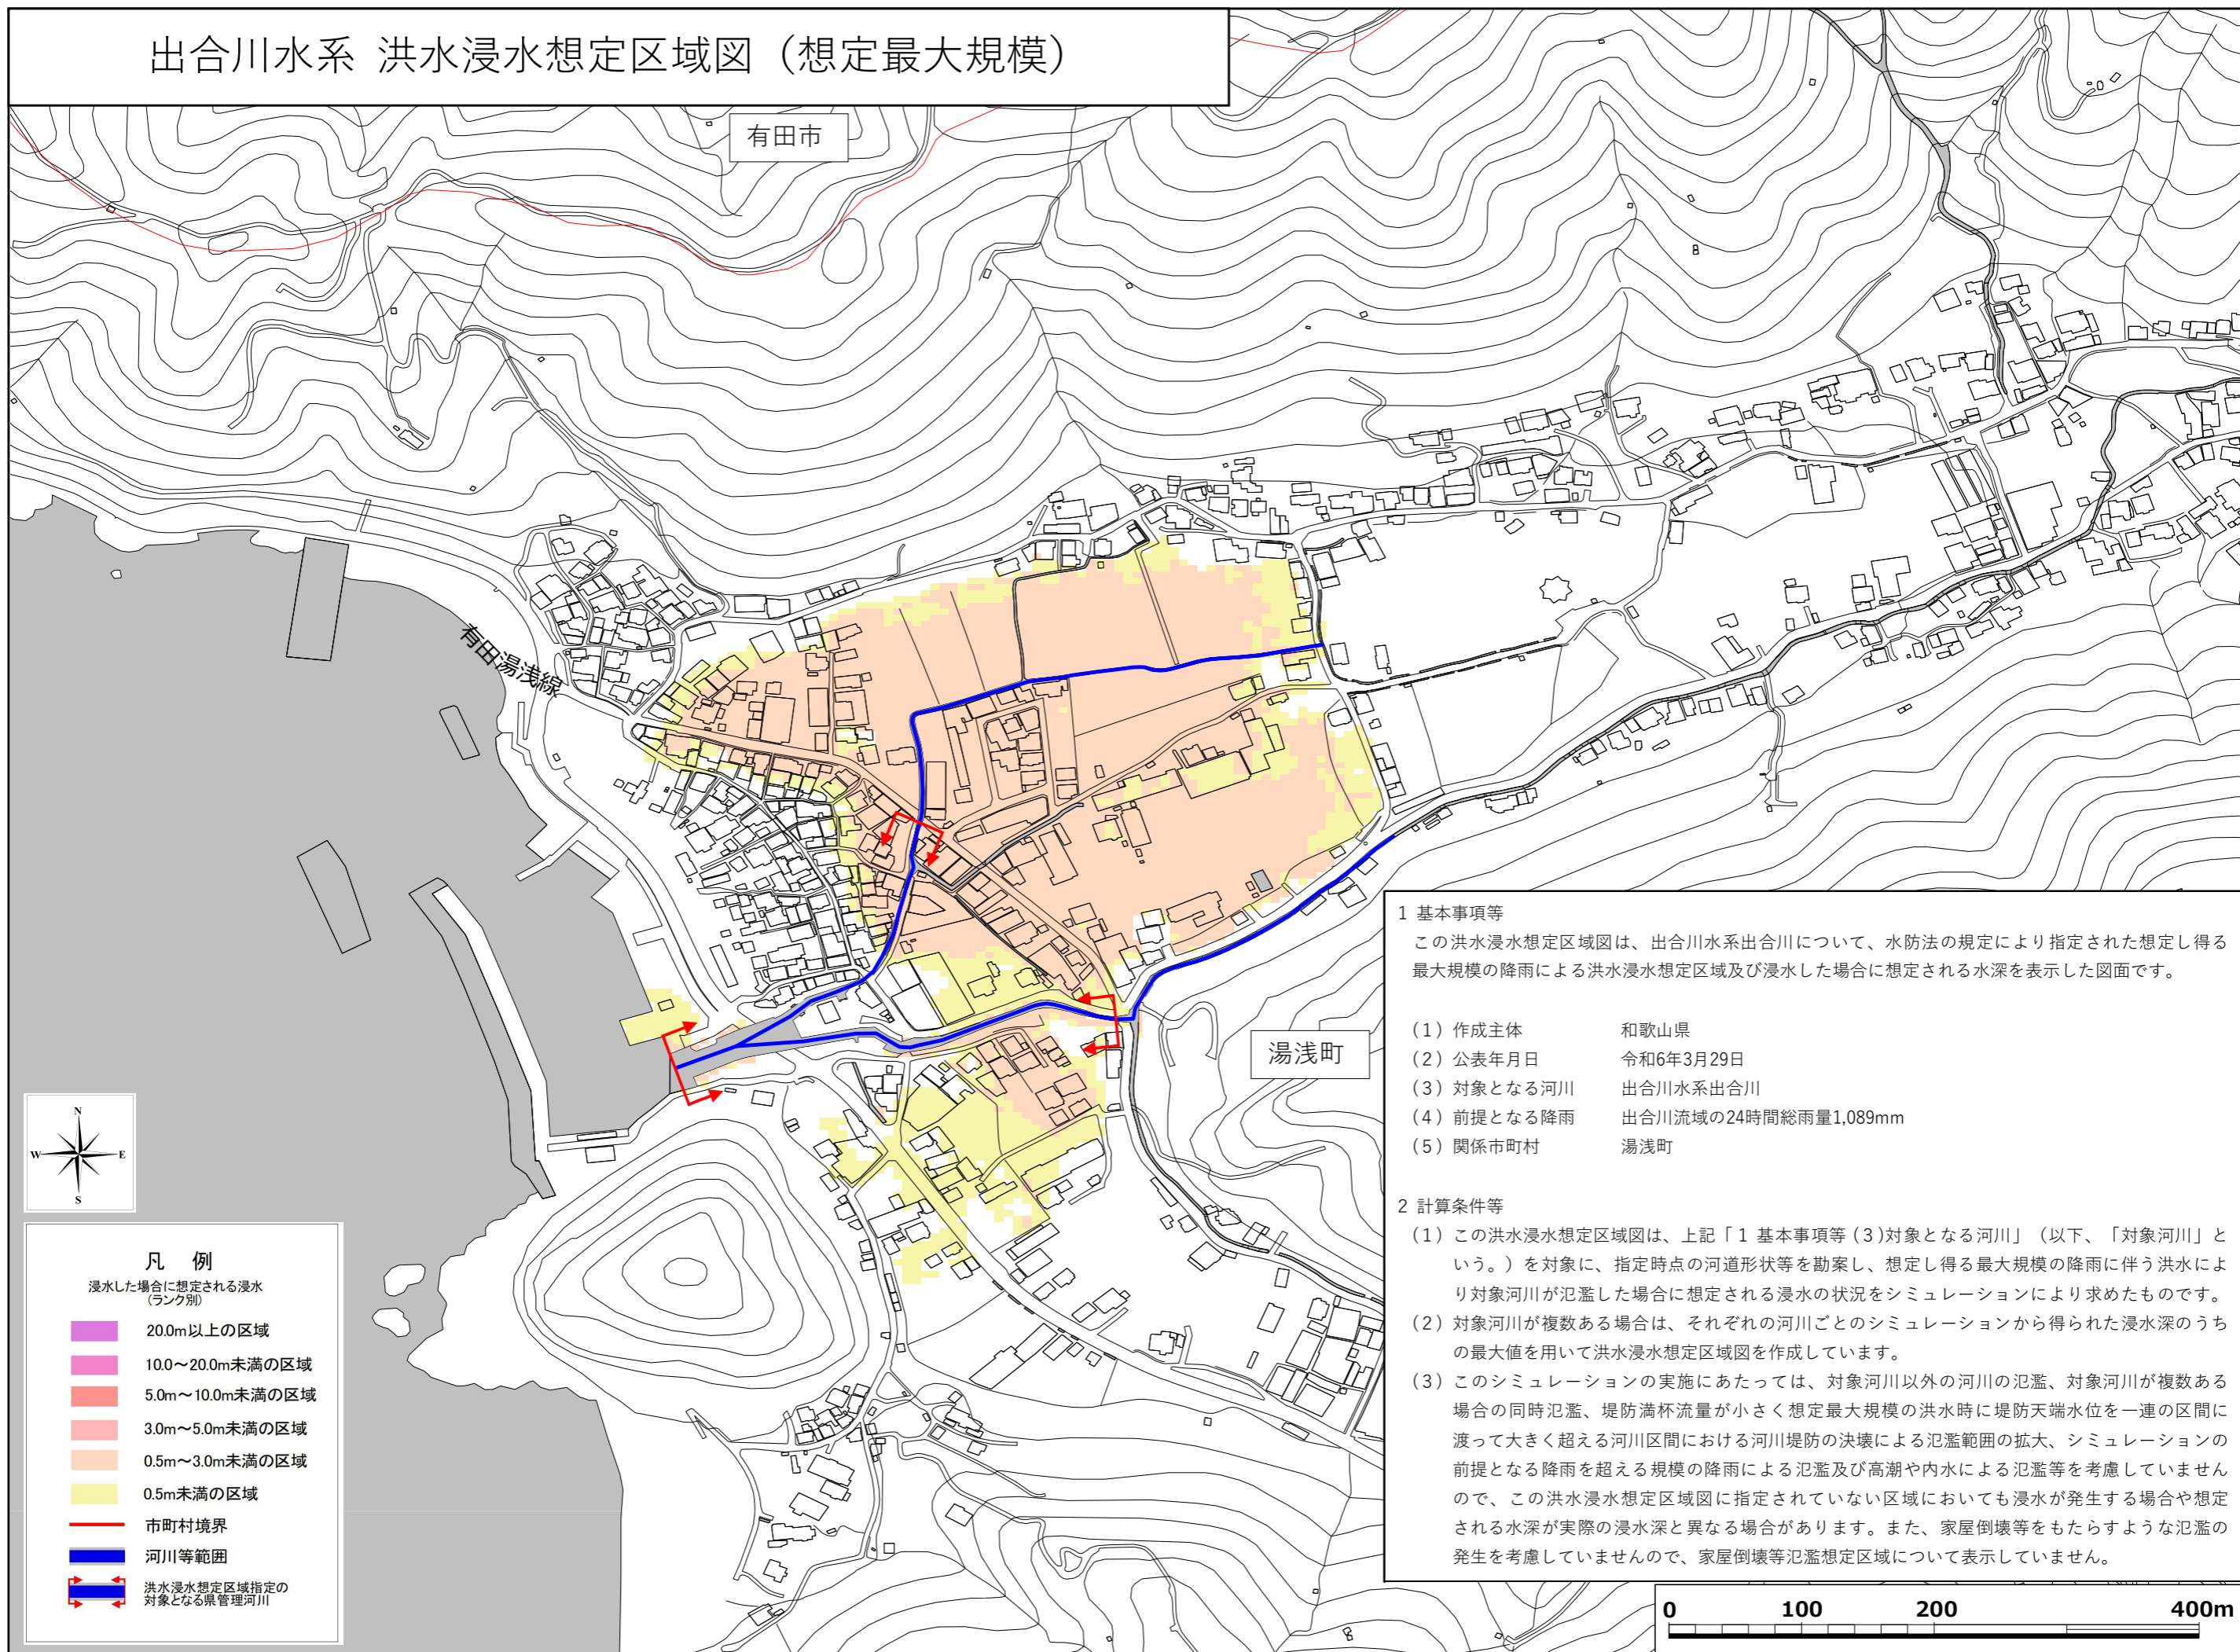 出合川水系 洪水浸水想定区域図（想定最大規模）
有田市
有田湯浅線
湯浅町
1 基本事項等
この洪水浸水想定区域図は、出合川水系出合川について、水防法の規定により指定された想定し得る
最大規模の降雨による洪水浸水想定区域及び浸水した場合に想定される水深を表示した図面です。
(1) 作成主体 和歌山県
(2) 公表年月日 令和6年3月29日
(3) 対象となる河川 出合川水系出合川
(4) 前提となる降雨 出合川流域の24時間総雨量1,089mm
(5) 関係市町村 湯浅町
2 計算条件等
(1) この洪水浸水想定区域図は、上記「1 基本事項等 (3)対象となる河川」（以下、「対象河川」と
いう。）を対象に、指定時点の河道形状等を勘案し、想定し得る最大規模の降雨に伴う洪水によ
り対象河川が氾濫した場合に想定される浸水の状況をシミュレーションにより求めたものです。
(2) 対象河川が複数ある場合は、それぞれの河川ごとのシミュレーションから得られた浸水深のうち
の最大値を用いて洪水浸水想定区域図を作成しています。
(3) このシミュレーションの実施にあたっては、対象河川以外の河川の氾濫、対象河川が複数ある
場合の同時氾濫、堤防満杯流量が小さく想定最大規模の洪水時に堤防天端水位を一連の区間に
渡って大きく超える河川区間における河川堤防の決壊による氾濫範囲の拡大、シミュレーションの
前提となる降雨を超える規模の降雨による氾濫及び高潮や内水による氾濫等を考慮していません
ので、この洪水浸水想定区域図に指定されていない区域においても浸水が発生する場合や想定
される水深が実際の浸水深と異なる場合があります。また、家屋倒壊等をもたらすような氾濫の
発生を考慮していませんので、家屋倒壊等氾濫想定区域について表示していません。
N
W E
S
凡 例
浸水した場合に想定される浸水
(ランク別)
20.0m以上の区域
10.0～20.0m未満の区域
5.0m～10.0m未満の区域
3.0m～5.0m未満の区域
0.5m～3.0m未満の区域
0.5m未満の区域
市町村境界
河川等範囲
洪水浸水想定区域指定の
対象となる県管理河川
0 100 200 400m